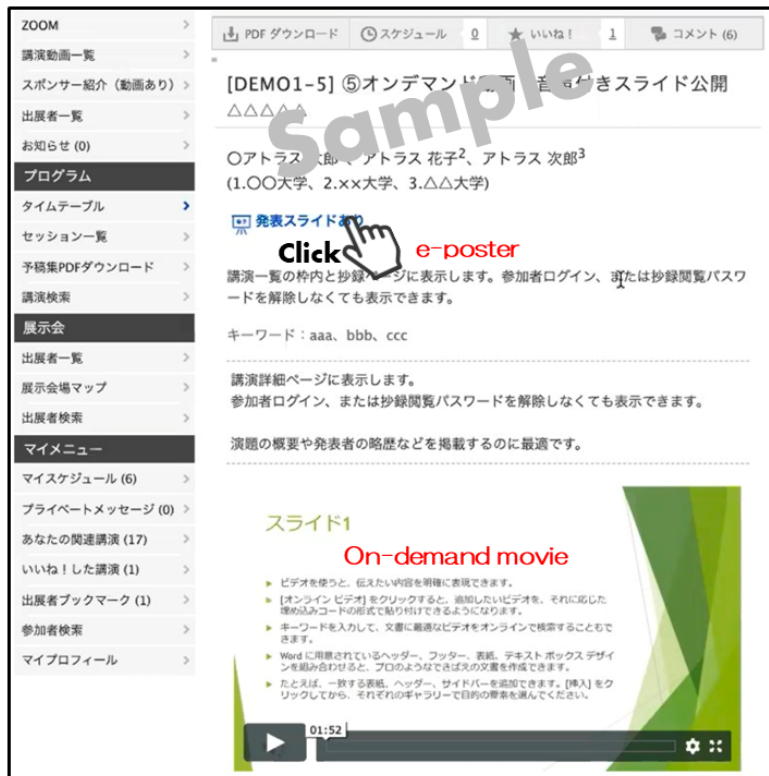 ZOOM
講演動画一覧
スポンサー紹介（動画あり）
出展者一覧
お知らせ (0)
プログラム
タイムテーブル
セッション一覧
予稿集PDFダウンロード
講演検索
展示会
出展者一覧
展示会場マップ
出展者検索
マイメニュー
マイスケジュール (6)
プライベートメッセージ (0)
あなたの関連講演 (17)
いいね！した講演 (1)
出展者ブックマーク (1)
参加者検索
マイプロフィール
PDF ダウンロード スケジュール 0 いいね！ 1 コメント (6)
Sample
[DEMO1-5] ⑤オンデマンド動画 音声付きスライド公開
△△△△△
〇アトラス 太郎、アトラス 花子2、アトラス 次郎3
(1.〇〇大学、2.××大学、3.△△大学)
発表スライドあり
Click e-poster
講演一覧の枠内と抄録ページに表示します。参加者ログイン、または抄録閲覧パスワ
ードを解除しなくても表示できます。
キーワード：aaa、bbb、ccc
講演詳細ページに表示します。
参加者ログイン、または抄録閲覧パスワードを解除しなくても表示できます。
演題の概要や発表者の略歴などを掲載するのに最適です。
スライド1
On-demand movie
ビデオを使うと、伝えたい内容を明確に表現できます。
[オンライン ビデオ] をクリックすると、追加したいビデオを、それに応じた
埋め込みコードの形式で貼り付けできるようになります。
キーワードを入力して、文書に最適なビデオをオンラインで検索することもで
きます。
Word に用意されているヘッダー、フッター、表紙、テキスト ボックス デザイ
ンを組み合わせると、プロのようなできばえの文書を作成できます。
たとえば、一致する表紙、ヘッダー、サイドバーを追加できます。[挿入] をク
リックしてから、それぞれのギャラリーで目的の要素を選んでください。
01:52